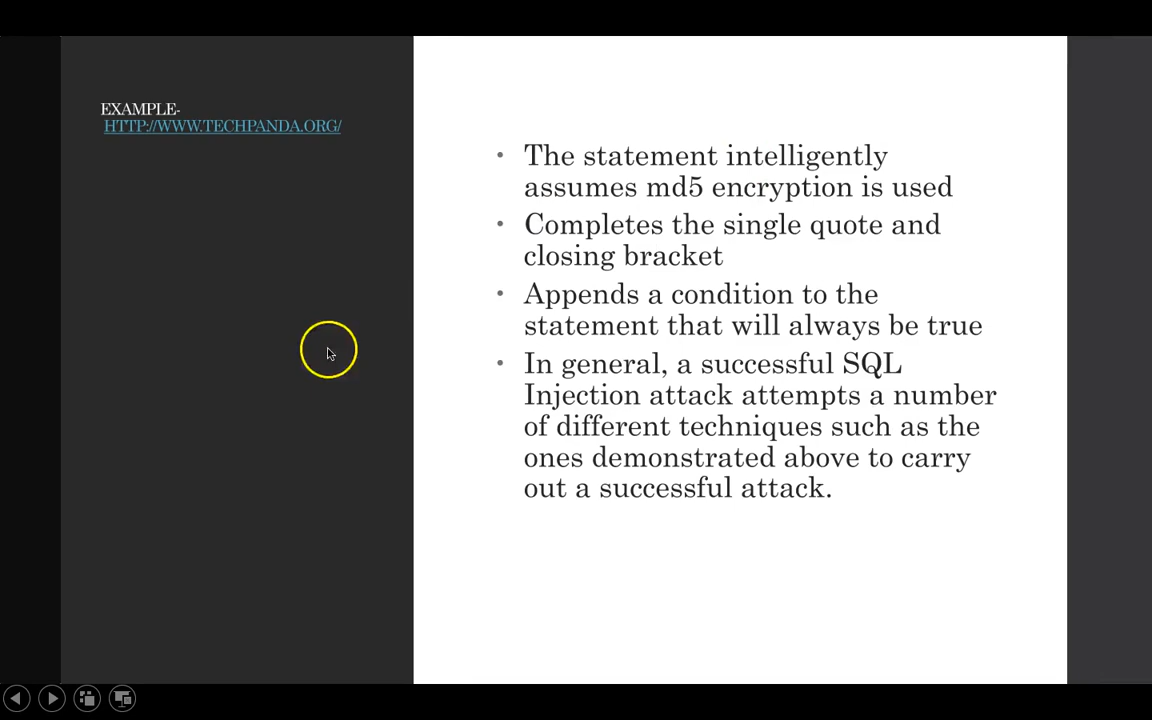 EXAMPLE-
HTTP://WWW.TECHPANDA.ORG/
• The statement intelligently
assumes md5 encryption is used
• Completes the single quote and
closing bracket
• Appends a condition to the
statement that will always be true
• In general, a successful SQL
Injection attack attempts a number
of different techniques such as the
ones demonstrated above to carry
out a successful attack.